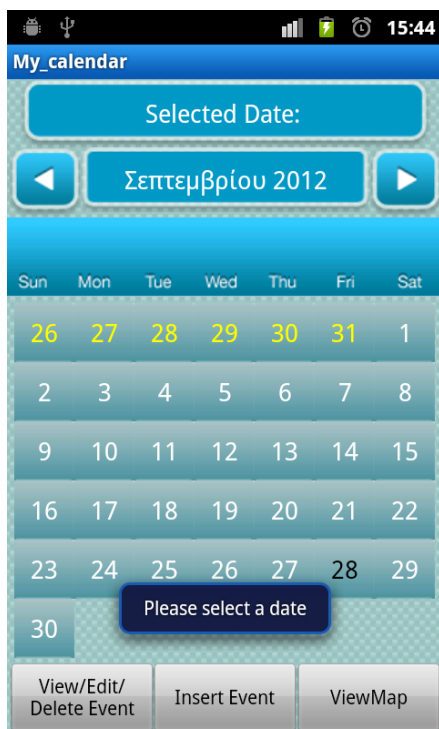 15:44
My_calendar
Selected Date:
Σεπτεμβρίου 2012
Sun Mon Tue Wed Thu Fri Sat
26 27 28 29 30 31 1
2 3 4 5 6 7 8
9 10 11 12 13 14 15
16 17 18 19 20 21 22
23 24 25 26 27 28 29
Please select a date
30
View/Edit/
Delete Event
Insert Event
ViewMap